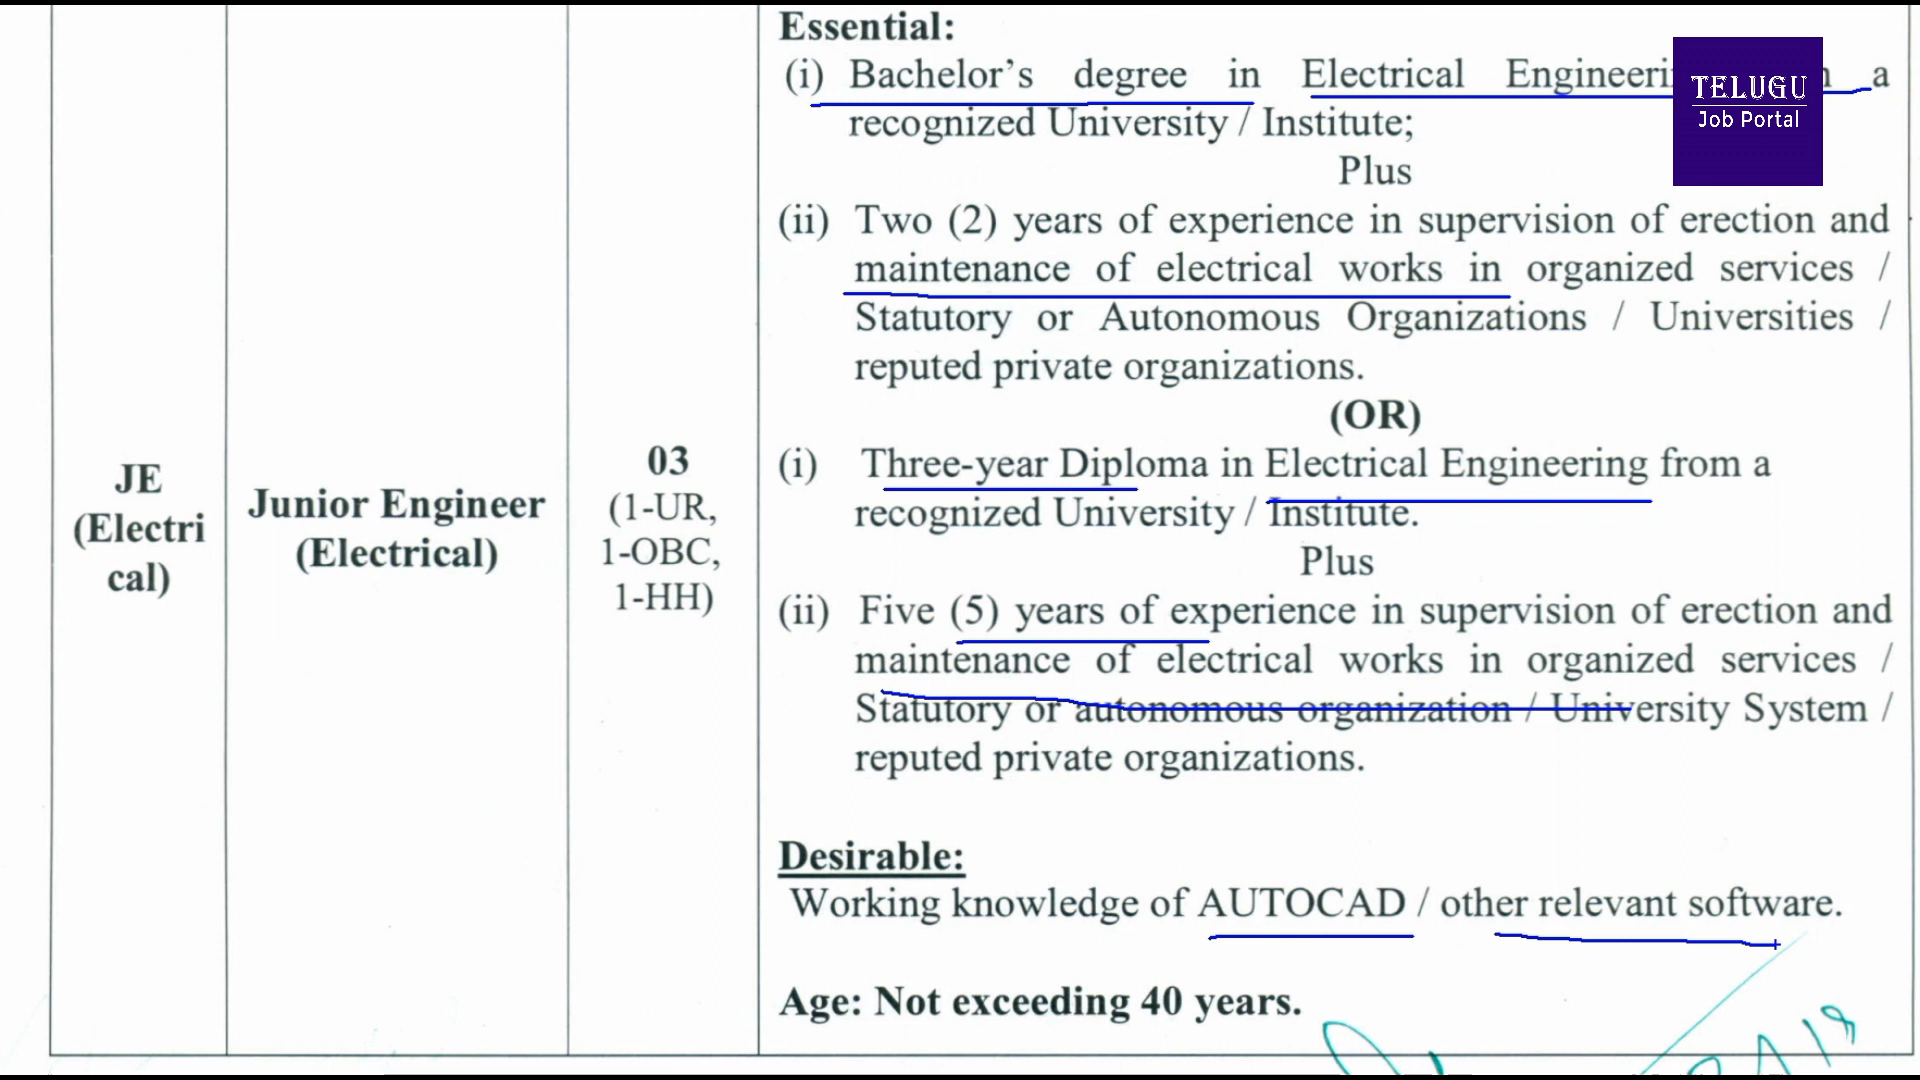 JE
(Electri
cal)
Junior Engineer
(Electrical)
03
(1-UR,
1-OBC,
1-HH)
Essential:
(i) Bachelor's degree in Electrical Engineeri a
recognized University / Institute;
Plus
(ii) Two (2) years of experience in supervision of erection and
maintenance of electrical works in organized services /
Statutory or Autonomous Organizations / Universities /
reputed private organizations.
(OR)
(i) Three-year Diploma in Electrical Engineering from a
recognized University / Institute.
Plus
(ii) Five (5) years of experience in supervision of erection and
maintenance of electrical works in organized services /
Statutory or autonomous organization / University System /
reputed private organizations.
Desirable:
Working knowledge of AUTOCAD / other relevant software.
Age: Not exceeding 40 years.
TELUGU
Job Portal